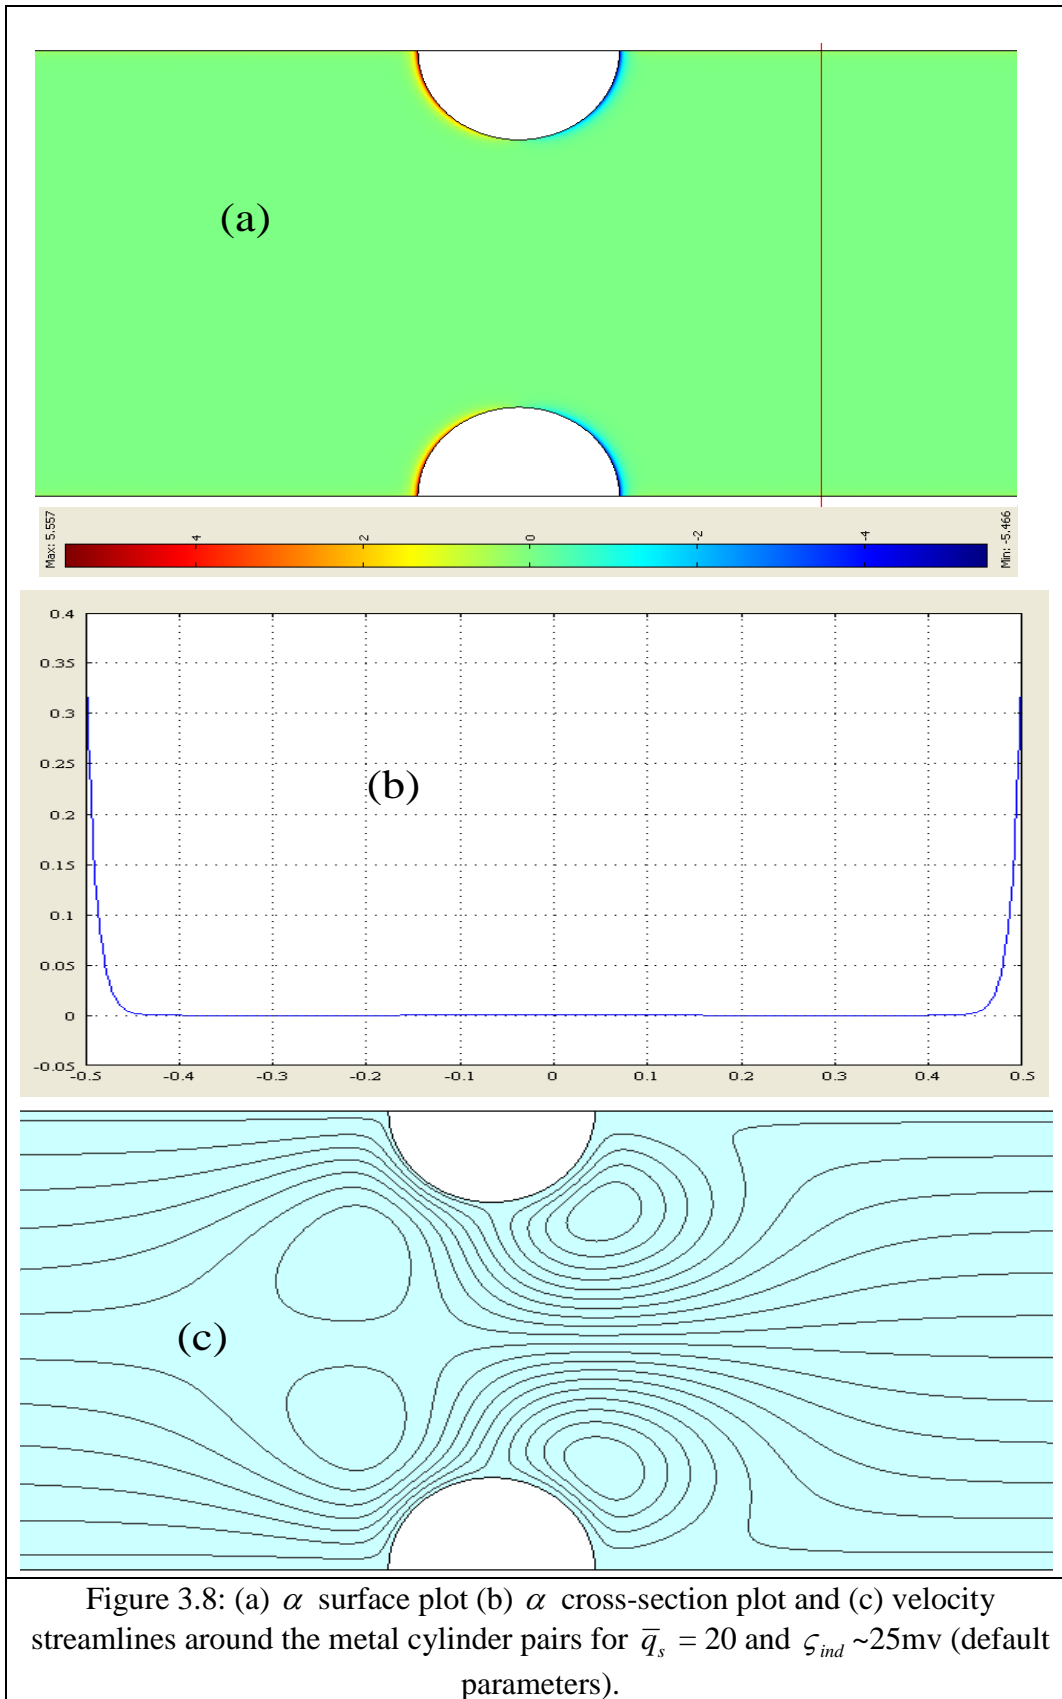 (a)
Max: 5.557
4
2
0
-2
-4
Min: -5.466
0.4
0.35
0.3
0.25
0.2
0.15
0.1
0.05
0
-0.05
(b)
-0.5 -0.4 -0.3 -0.2 -0.1 0 0.1 0.2 0.3 0.4 0.5
(c)
Figure 3.8: (a) α surface plot (b) α cross-section plot and (c) velocity
streamlines around the metal cylinder pairs for q̅ₛ = 20 and ς_ind ~25mv (default
parameters).